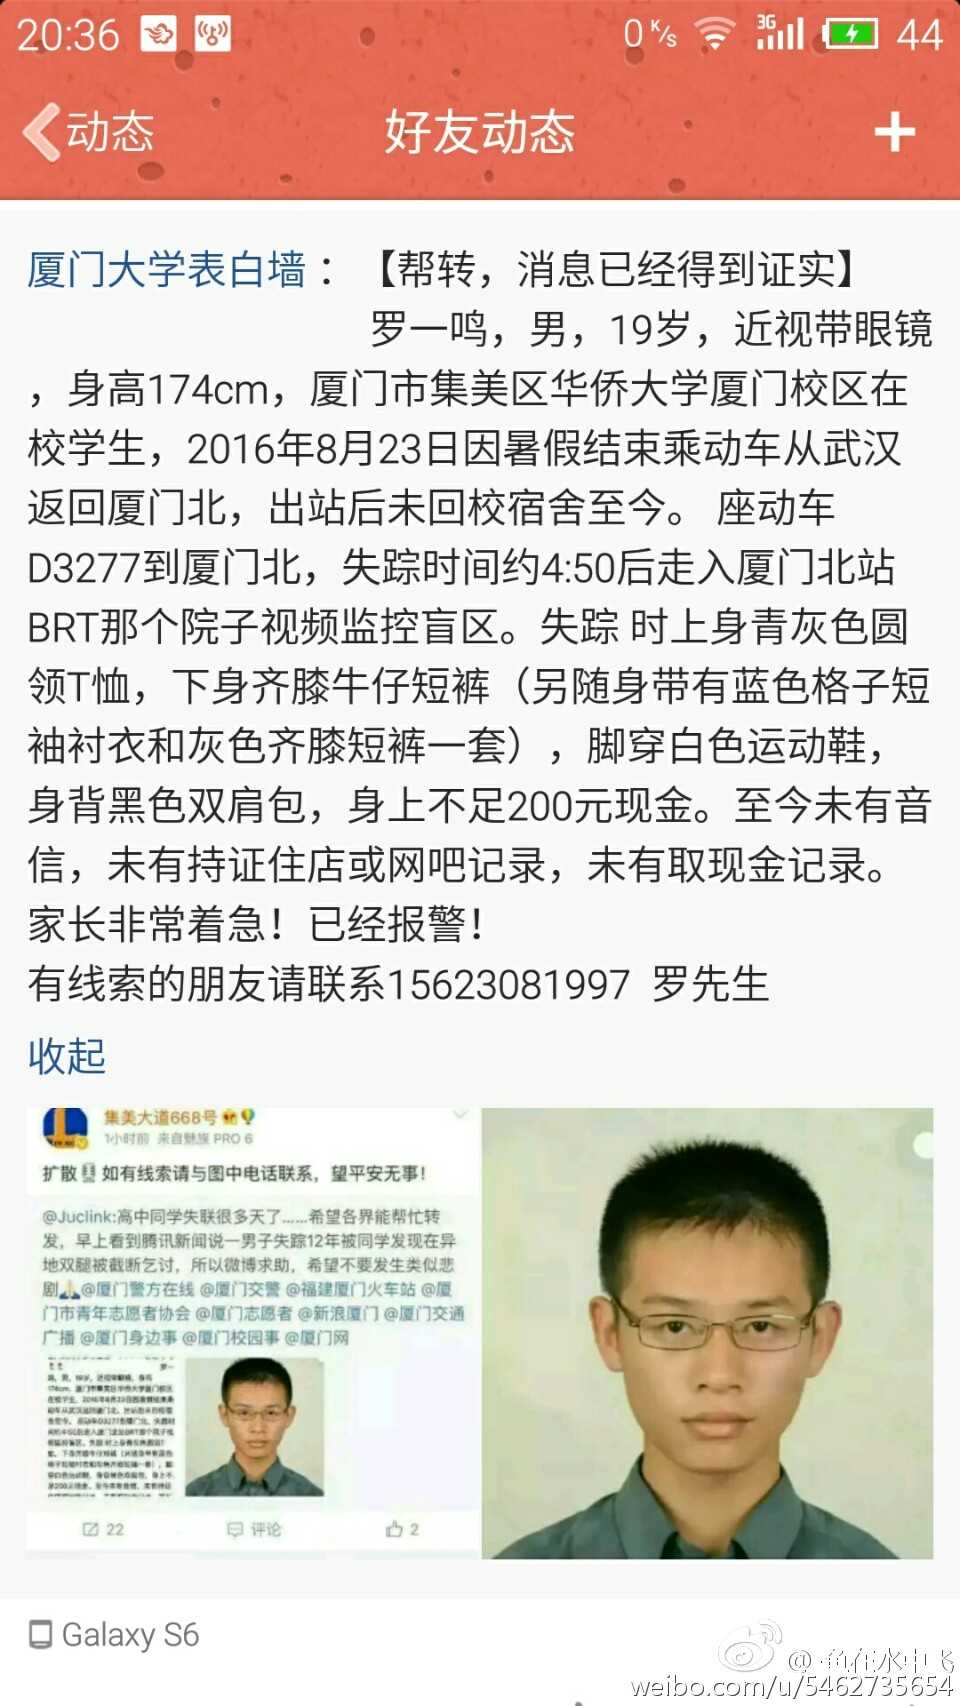 20:36
0 K/s
3G
44
动态
好友动态
厦门大学表白墙：【帮转，消息已经得到证实】
罗一鸣，男，19岁，近视带眼镜
，身高174cm，厦门市集美区华侨大学厦门校区在
校学生，2016年8月23日因暑假结束乘动车从武汉
返回厦门北，出站后未回校宿舍至今。 座动车
D3277到厦门北，失踪时间约4:50后走入厦门北站
BRT那个院子视频监控盲区。失踪 时上身青灰色圆
领T恤，下身齐膝牛仔短裤（另随身带有蓝色格子短
袖衬衣和灰色齐膝短裤一套），脚穿白色运动鞋，
身背黑色双肩包，身上不足200元现金。至今未有音
信，未有持证住店或网吧记录，未有取现金记录。
家长非常着急！已经报警！
有线索的朋友请联系15623081997 罗先生
收起
集美大道668号
1小时前 来自魅族 PRO 6
扩散 如有线索请与图中电话联系，望平安无事！
@Juclink:高中同学失联很多天了……希望各界能帮忙转
发，早上看到腾讯新闻说一男子失踪12年被同学发现在异
地双腿被截断乞讨，所以微博求助，希望不要发生类似悲
剧 @厦门警方在线 @厦门交警 @福建厦门火车站 @厦
门市青年志愿者协会 @厦门志愿者 @新浪厦门 @厦门交通
广播 @厦门身边事 @厦门校园事 @厦门网
22
评论
2
Galaxy S6
在水中飞
weibo.com/u/5462735654